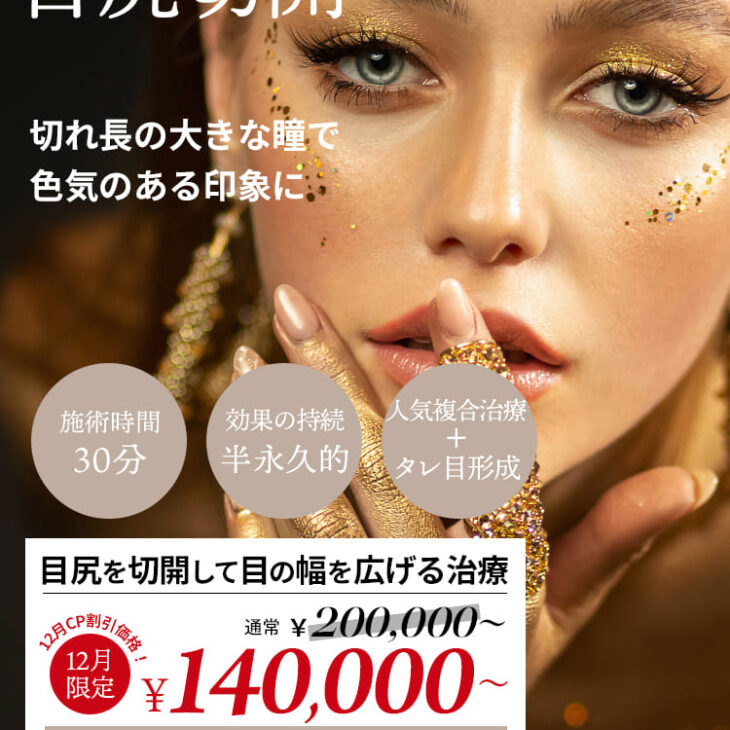 目尻切開
切れ長の大きな瞳で
色気のある印象に
施術時間
30分
効果の持続
半永久的
人気複合治療
+
タレ目形成
目尻を切開して目の幅を広げる治療
12月CP割引価格!
12月
限定
通常 ¥200,000~
¥140,000~